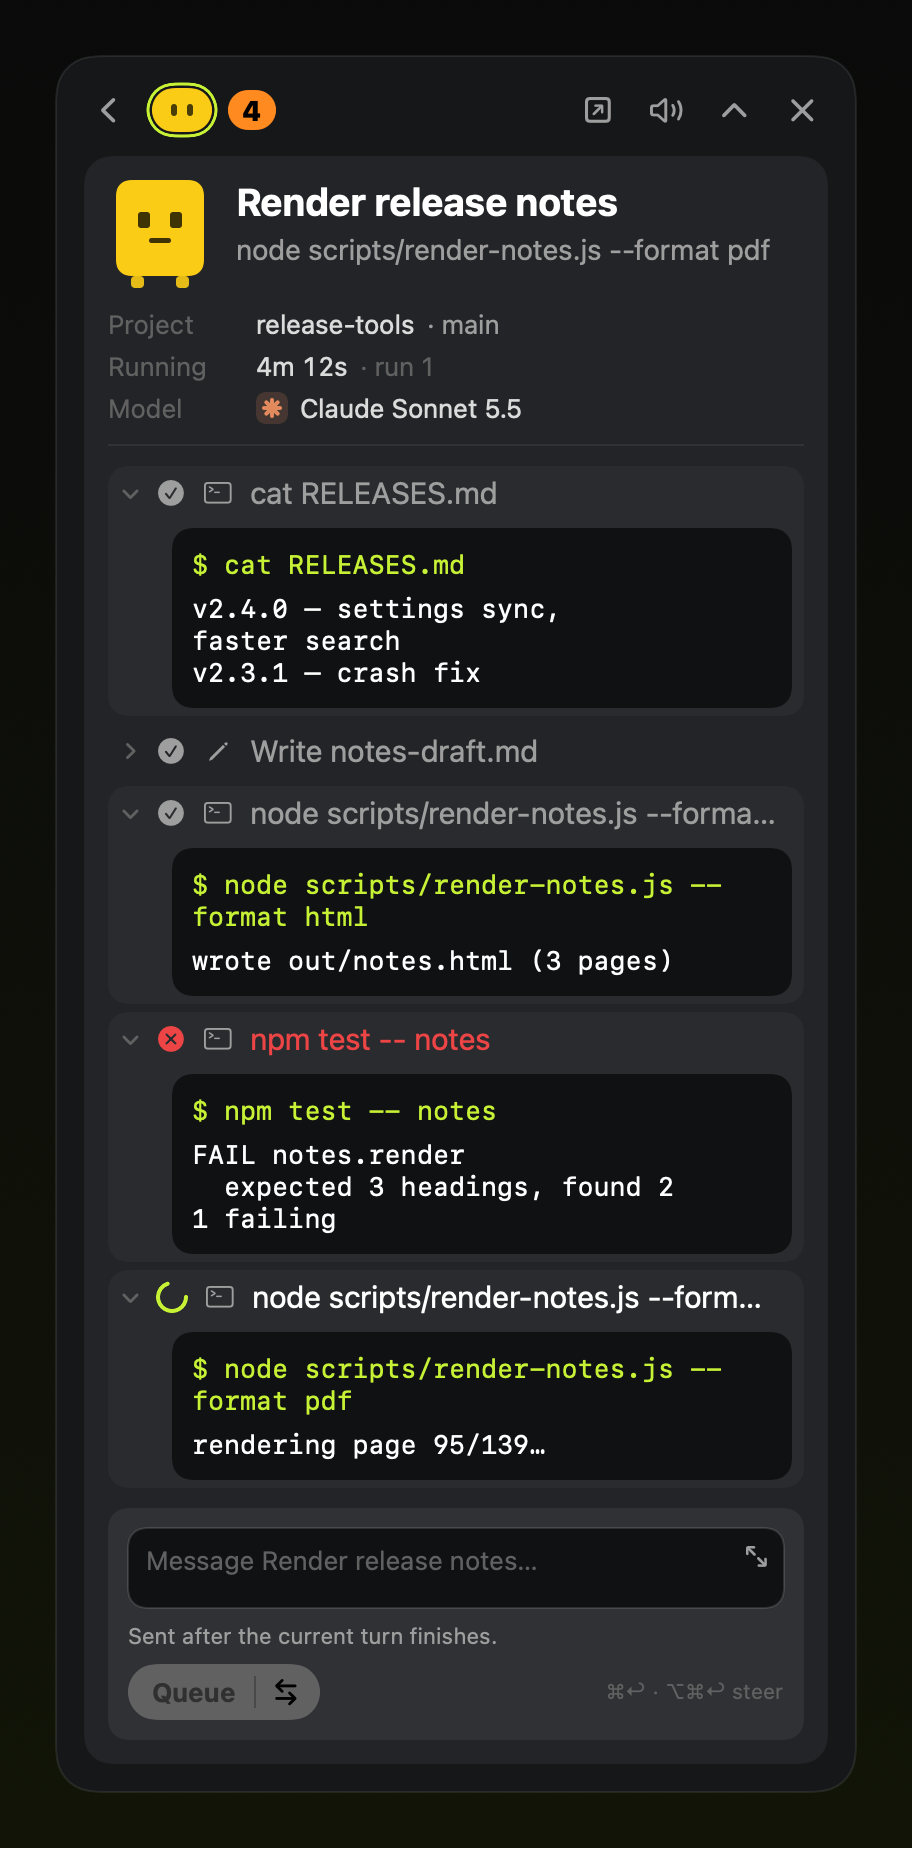 4
Render release notes
node scripts/render-notes.js --format pdf
Project release-tools · main
Running 4m 12s · run 1
Model Claude Sonnet 5.5
cat RELEASES.md
$ cat RELEASES.md
v2.4.0 — settings sync,
faster search
v2.3.1 — crash fix
Write notes-draft.md
node scripts/render-notes.js --forma...
$ node scripts/render-notes.js --
format html
wrote out/notes.html (3 pages)
npm test -- notes
$ npm test -- notes
FAIL notes.render
  expected 3 headings, found 2
1 failing
node scripts/render-notes.js --form...
$ node scripts/render-notes.js --
format pdf
rendering page 95/139…
Message Render release notes...
Sent after the current turn finishes.
Queue ⌘↩ · ⌥⌘↩ steer